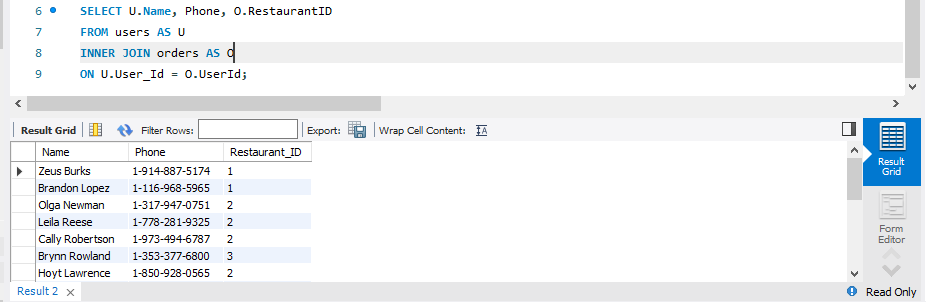 6 SELECT U.Name, Phone, O.RestaurantID
7 FROM users AS U
8 INNER JOIN orders AS O
9 ON U.User_Id = O.UserId;
Result Grid Filter Rows: Export: Wrap Cell Content:
Name Phone Restaurant_ID
Zeus Burks 1-914-887-5174 1
Brandon Lopez 1-116-968-5965 1
Olga Newman 1-317-947-0751 2
Leila Reese 1-778-281-9325 2
Cally Robertson 1-973-494-6787 2
Brynn Rowland 1-353-377-6800 3
Hoyt Lawrence 1-850-928-0565 2
Result
Grid
Form
Editor
Result 2 Read Only